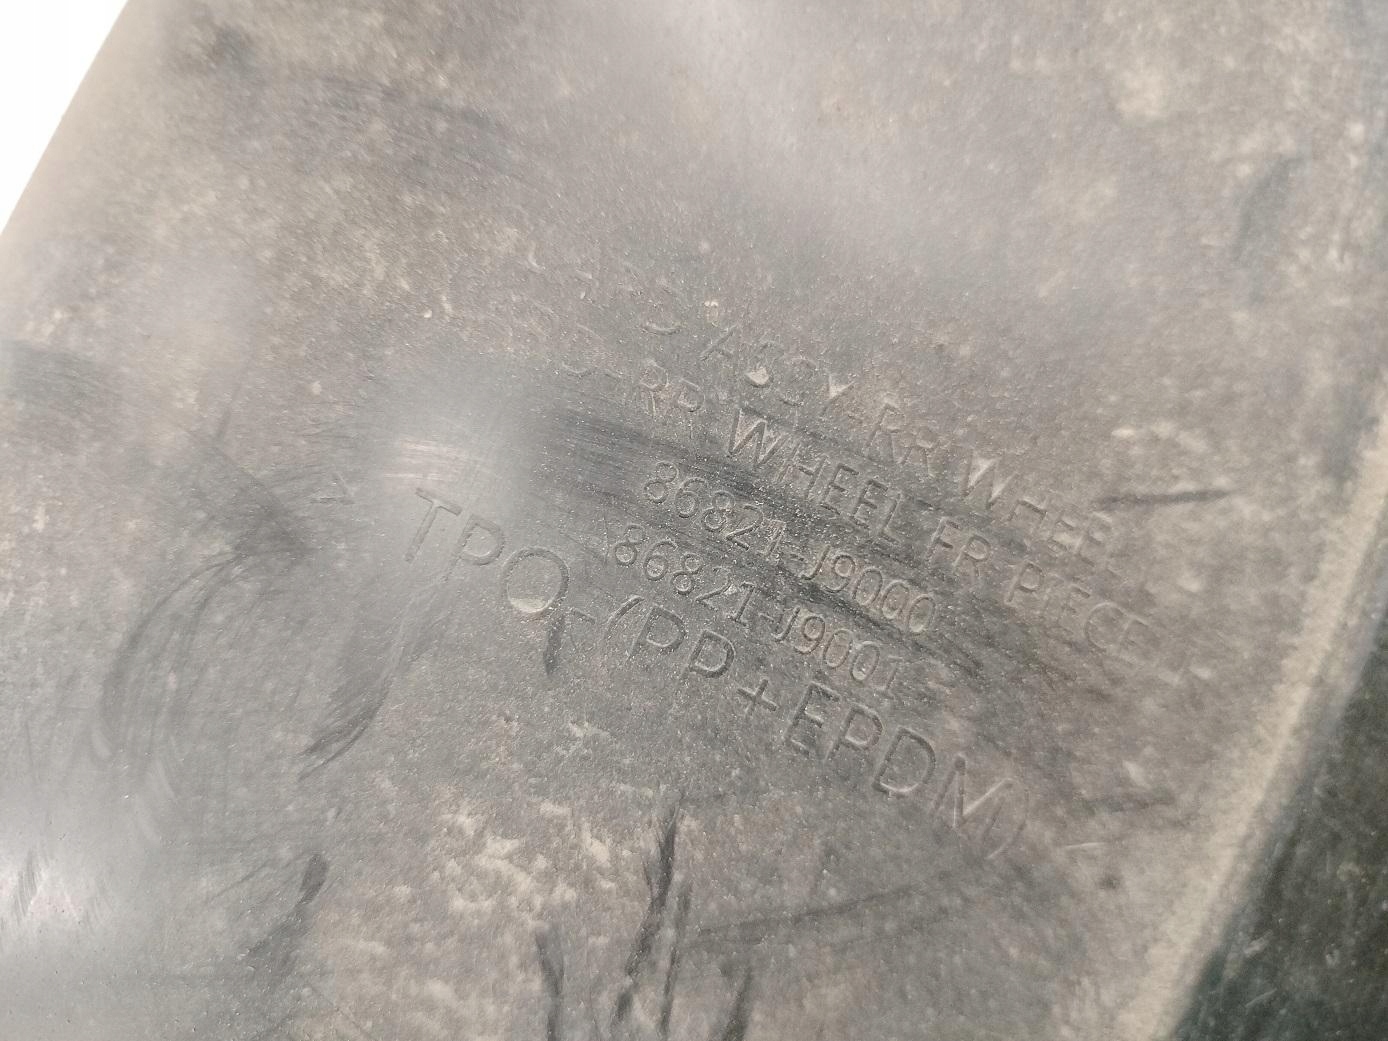 ASSY-RR WHEEL
RR WHEEL FR PIECE
86821-J9000
86821-J9001
TPO-(PP+EPDM)